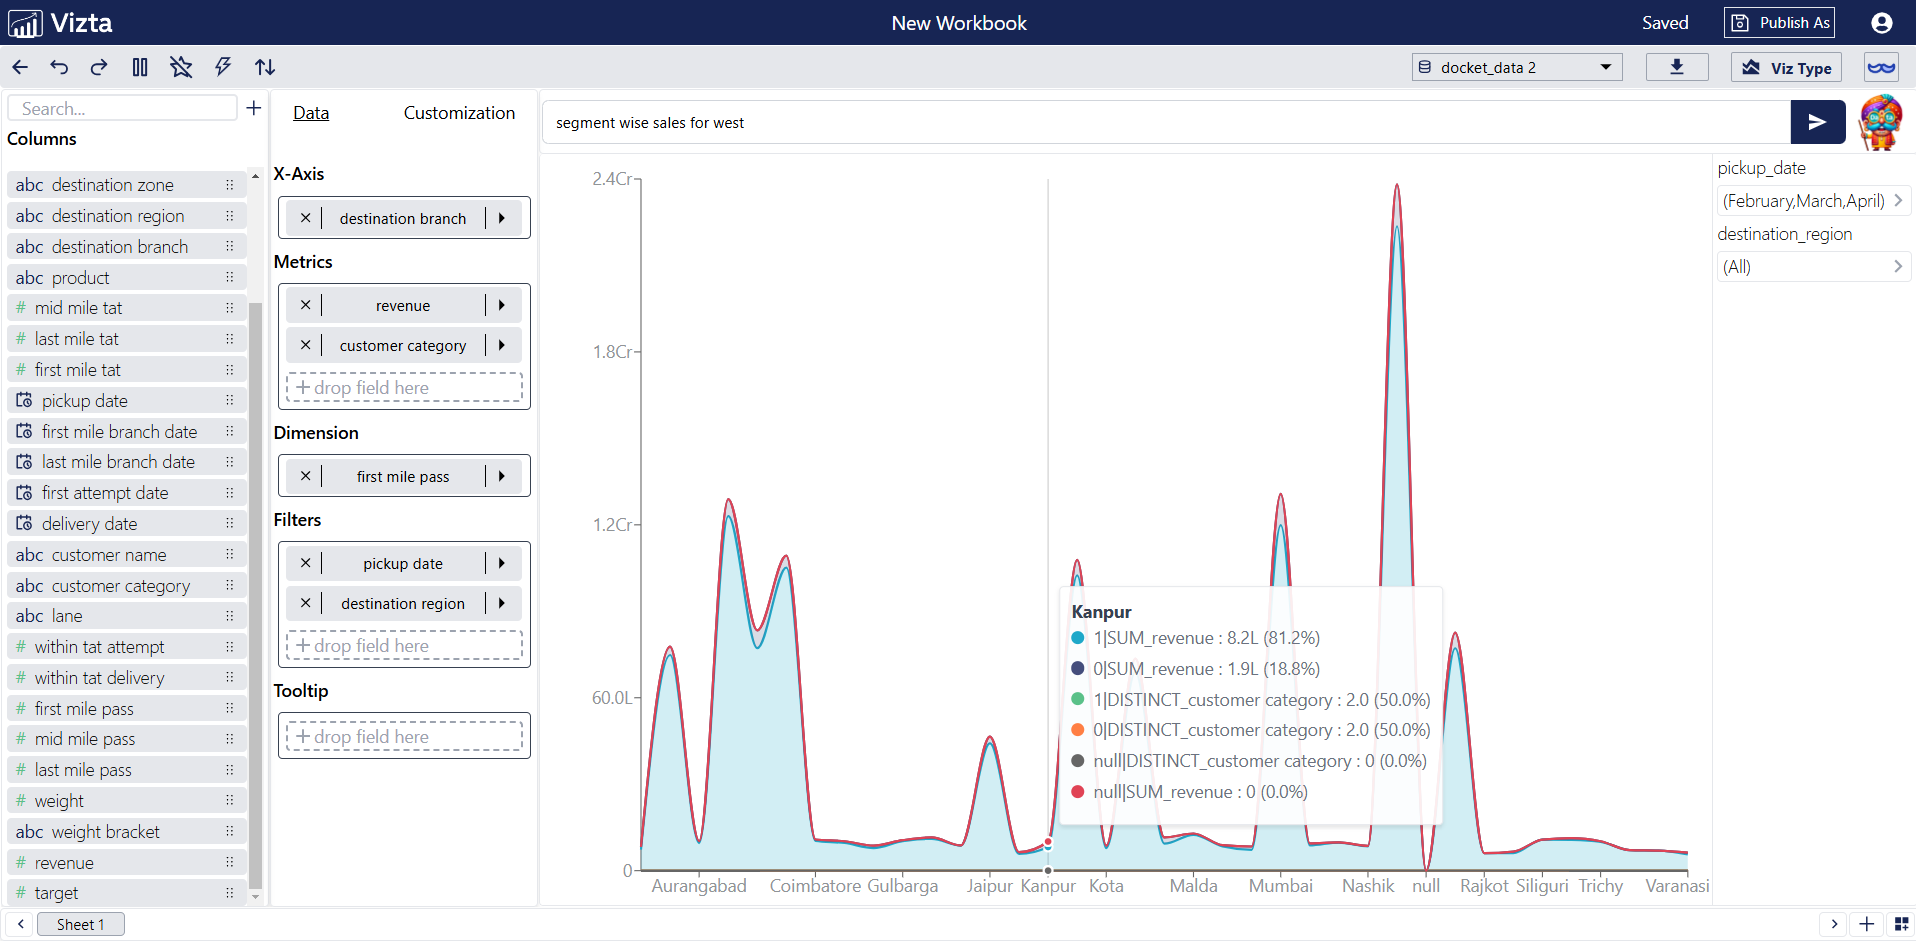 Vizta
New Workbook
Saved
Publish As
docket_data 2
Viz Type
Search...
Columns
abc destination zone
abc destination region
abc destination branch
abc product
# mid mile tat
# last mile tat
# first mile tat
pickup date
first mile branch date
last mile branch date
first attempt date
delivery date
abc customer name
abc customer category
abc lane
# within tat attempt
# within tat delivery
# first mile pass
# mid mile pass
# last mile pass
# weight
abc weight bracket
# revenue
# target
Data
Customization
X-Axis
destination branch
Metrics
revenue
customer category
+ drop field here
Dimension
first mile pass
Filters
pickup date
destination region
+ drop field here
Tooltip
+ drop field here
segment wise sales for west
2.4Cr
1.8Cr
1.2Cr
60.0L
0
Aurangabad
Coimbatore
Gulbarga
Jaipur
Kanpur
Kota
Malda
Mumbai
Nashik
null
Rajkot
Siliguri
Trichy
Varanasi
Kanpur
1|SUM_revenue : 8.2L (81.2%)
0|SUM_revenue : 1.9L (18.8%)
1|DISTINCT_customer category : 2.0 (50.0%)
0|DISTINCT_customer category : 2.0 (50.0%)
null|DISTINCT_customer category : 0 (0.0%)
null|SUM_revenue : 0 (0.0%)
pickup_date
(February,March,April)
destination_region
(All)
Sheet 1